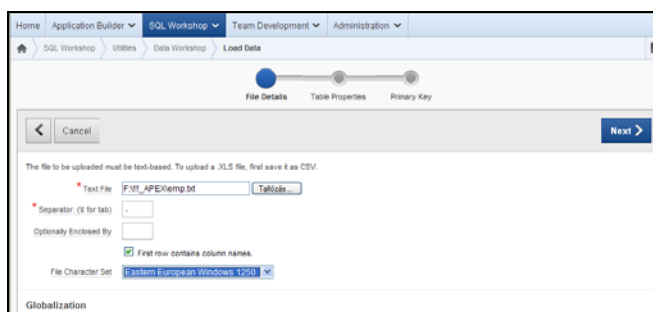 Home Application Builder SQL Workshop Team Development Administration
SQL Workshop Utilities Data Workshop Load Data
File Details Table Properties Primary Key
Cancel Next
The file to be uploaded must be text-based. To upload a .XLS file, first save it as CSV.
* Text File Tallózás...
* Separator: (\t for tab)
Optionally Enclosed By
First row contains column names.
File Character Set Eastern European Windows 1250
Globalization